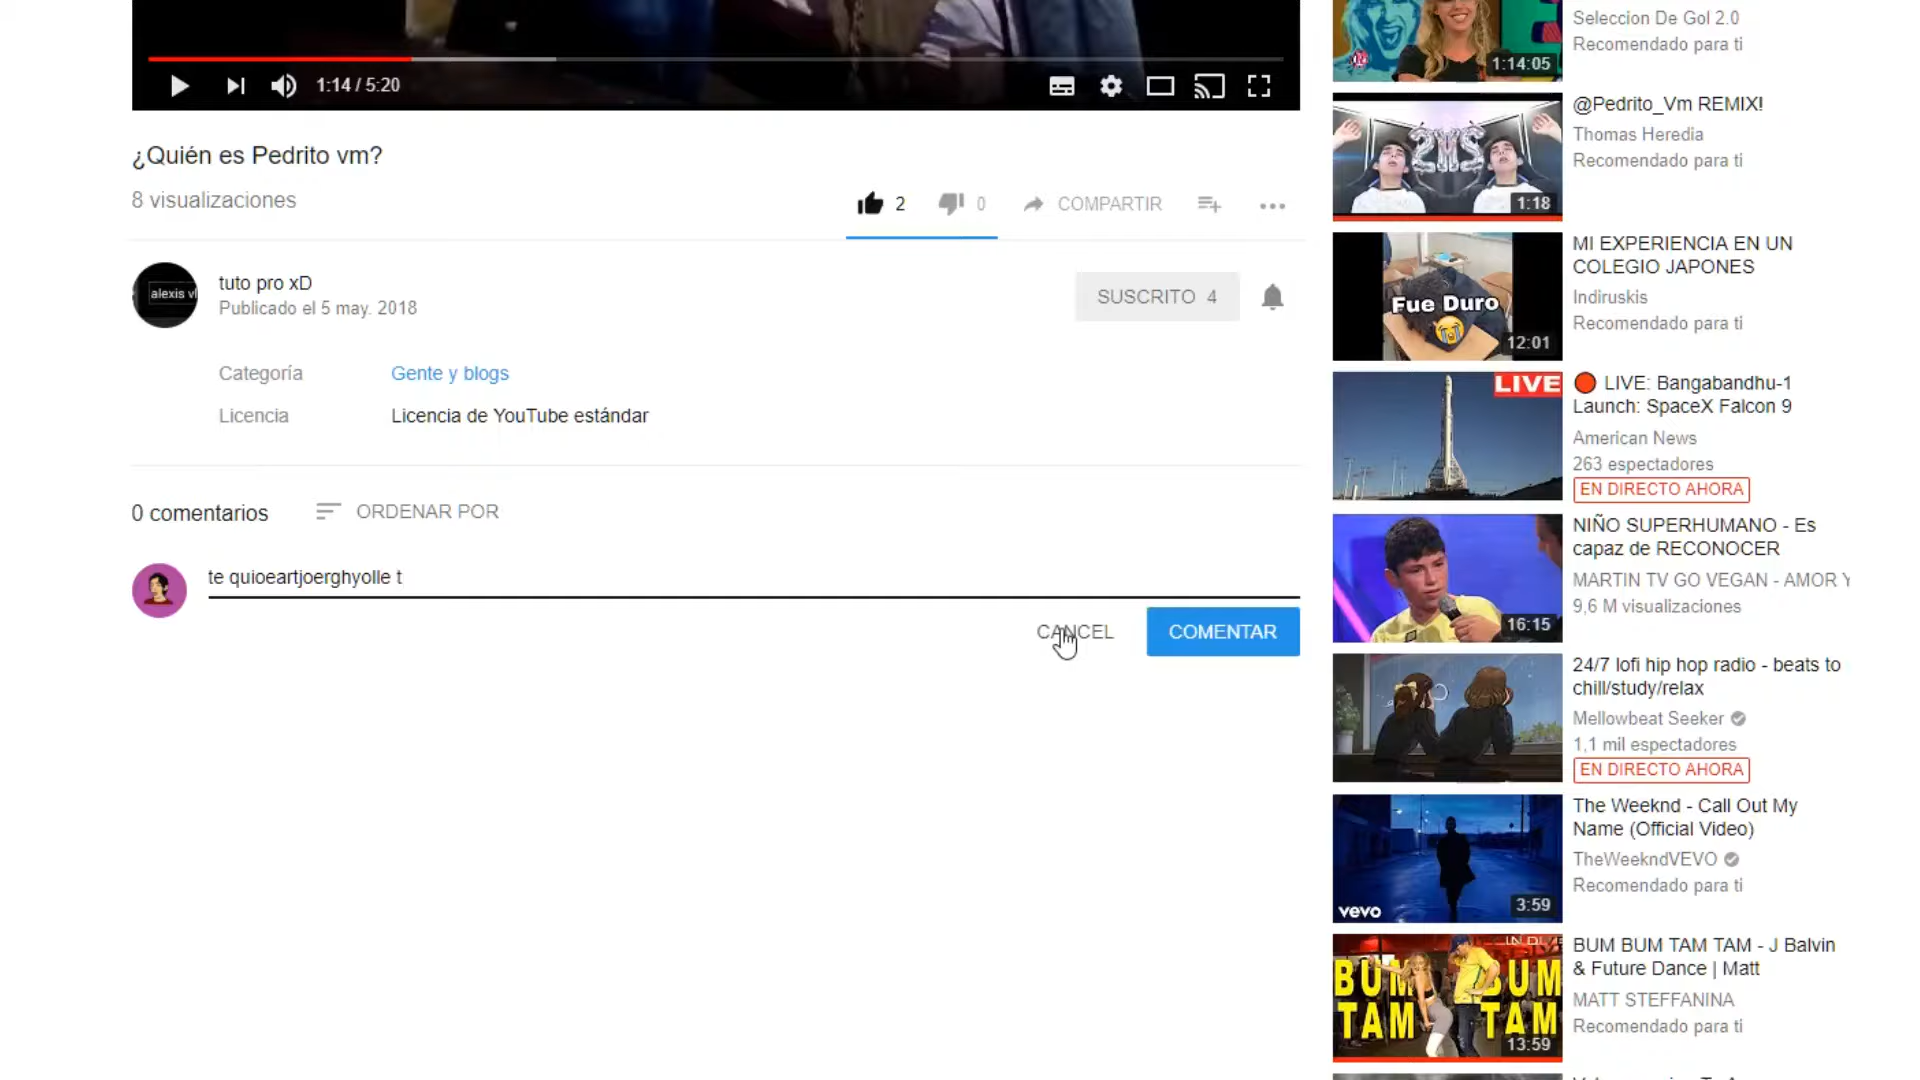 1:14 / 5:20
¿Quién es Pedrito vm?
8 visualizaciones
2
0
COMPARTIR
alexis vl
tuto pro xD
Publicado el 5 may. 2018
SUSCRITO 4
Categoría
Gente y blogs
Licencia
Licencia de YouTube estándar
0 comentarios
ORDENAR POR
te quioeartjoerghyolle t
CANCEL
COMENTAR
1:14:05
Seleccion De Gol 2.0
Recomendado para ti
1:18
@Pedrito_Vm REMIX!
Thomas Heredia
Recomendado para ti
Fue Duro
12:01
MI EXPERIENCIA EN UN
COLEGIO JAPONES
Indiruskis
Recomendado para ti
LIVE
LIVE: Bangabandhu-1
Launch: SpaceX Falcon 9
American News
263 espectadores
EN DIRECTO AHORA
16:15
NIÑO SUPERHUMANO - Es
capaz de RECONOCER
MARTIN TV GO VEGAN - AMOR Y
9,6 M visualizaciones
24/7 lofi hip hop radio - beats to
chill/study/relax
Mellowbeat Seeker
1,1 mil espectadores
EN DIRECTO AHORA
vevo
3:59
The Weeknd - Call Out My
Name (Official Video)
TheWeekndVEVO
Recomendado para ti
BUM BUM
TAM TAM
13:59
BUM BUM TAM TAM - J Balvin
& Future Dance | Matt
MATT STEFFANINA
Recomendado para ti